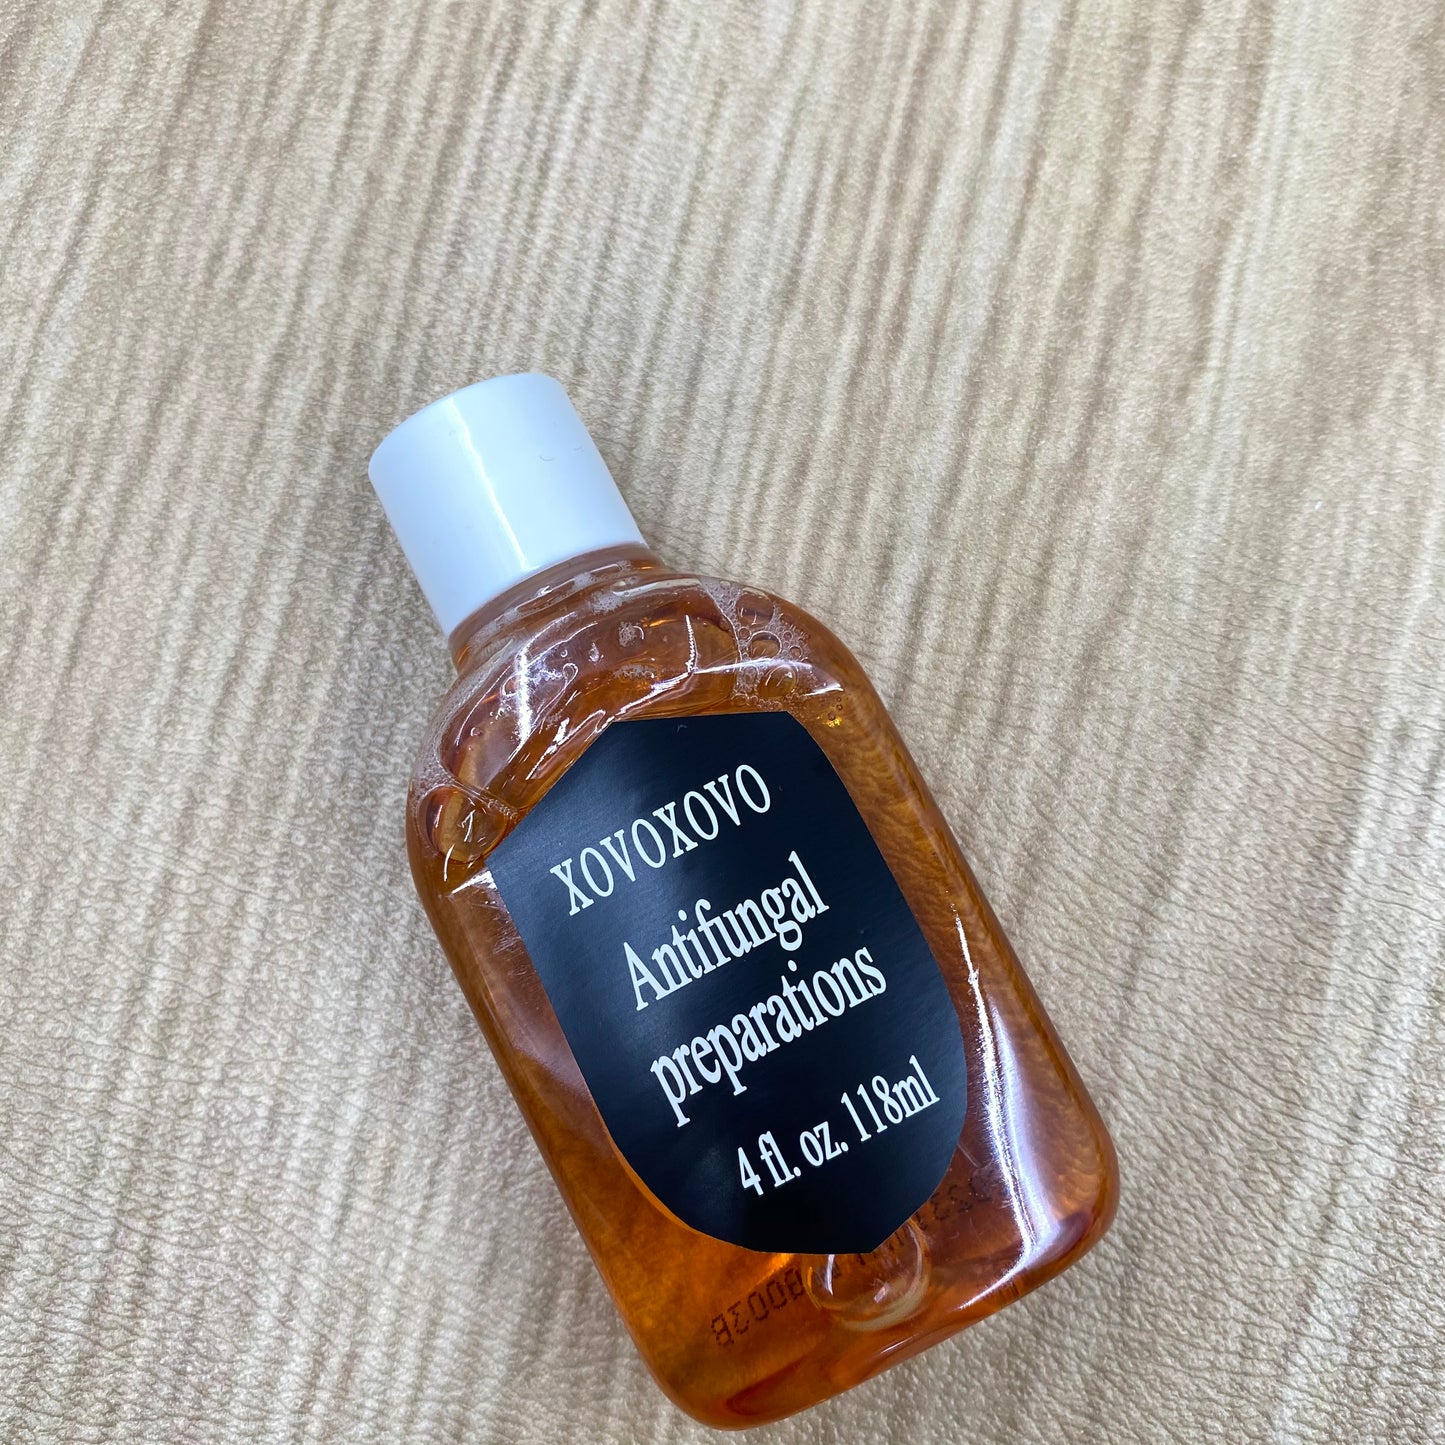 XOVOXOVO
Antifungal
preparations
4 fl. oz. 118ml